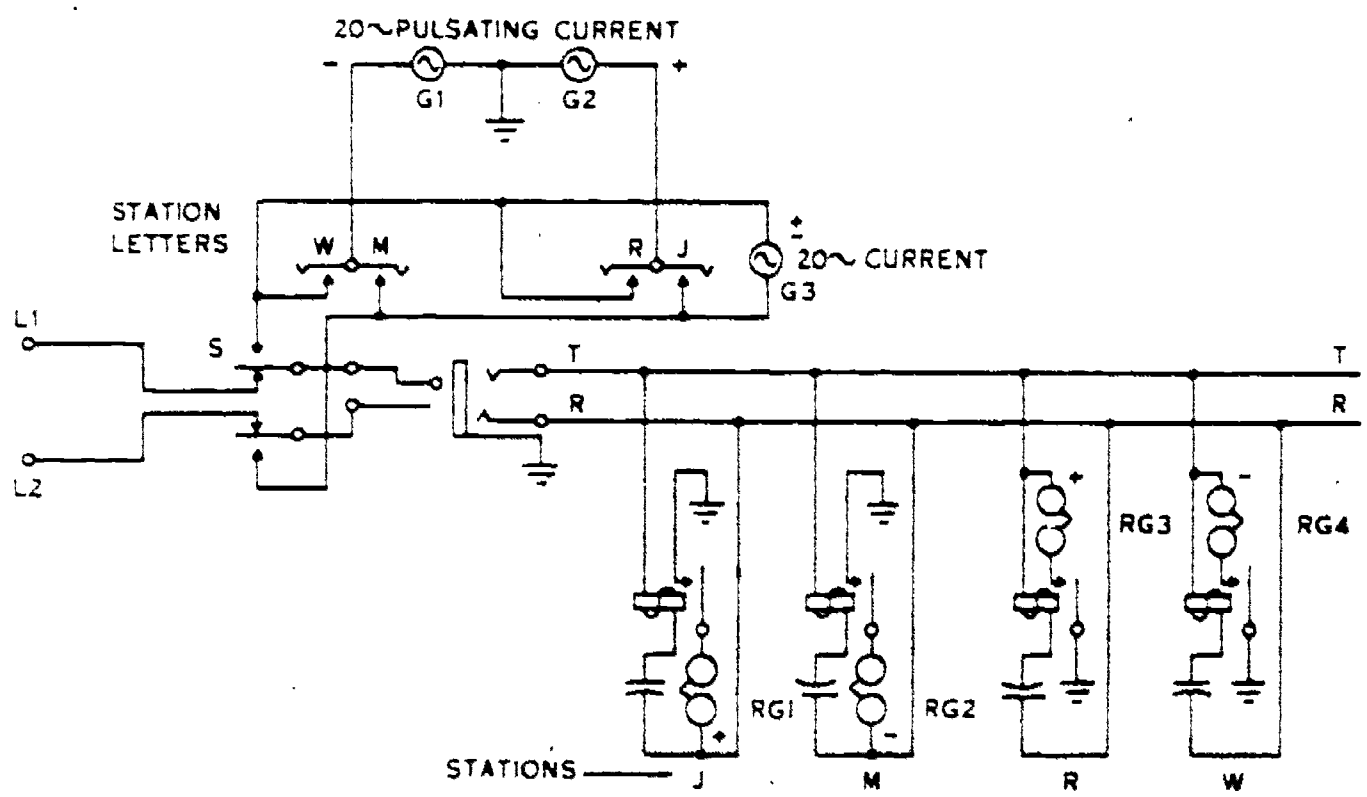 20~PULSATING CURRENT
- +
G1 G2
STATION
LETTERS
W M R J
+
-
20~ CURRENT
G3
L1
S
T T
R R
L2
+ -
RG3 RG4
+ + + +
RG1 RG2
+ -
STATIONS J M R W